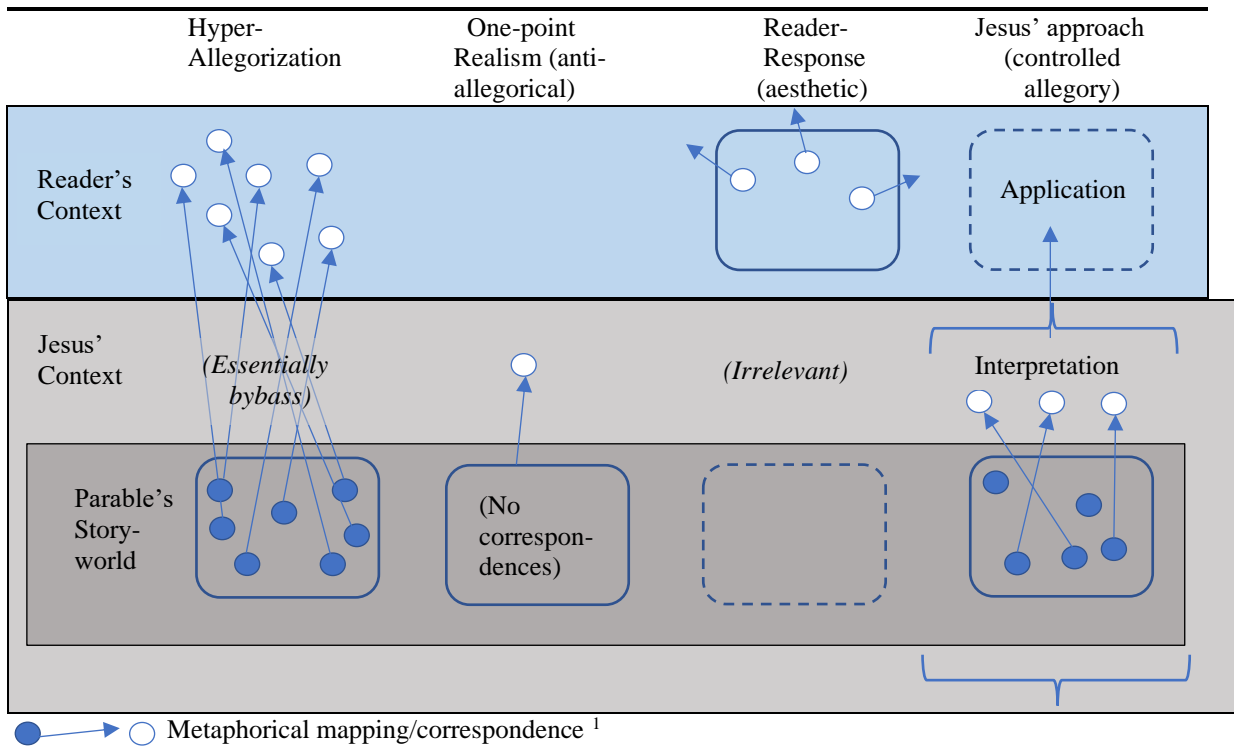 Hyper-
Allegorization
One-point
Realism (anti-
allegorical)
Reader-
Response
(aesthetic)
Jesus’ approach
(controlled
allegory)
Reader’s
Context
Application
Jesus’
Context
(Essentially
bybass)
(Irrelevant)
Interpretation
Parable’s
Story-
world
(No
correspon-
dences)
Metaphorical mapping/correspondence 1